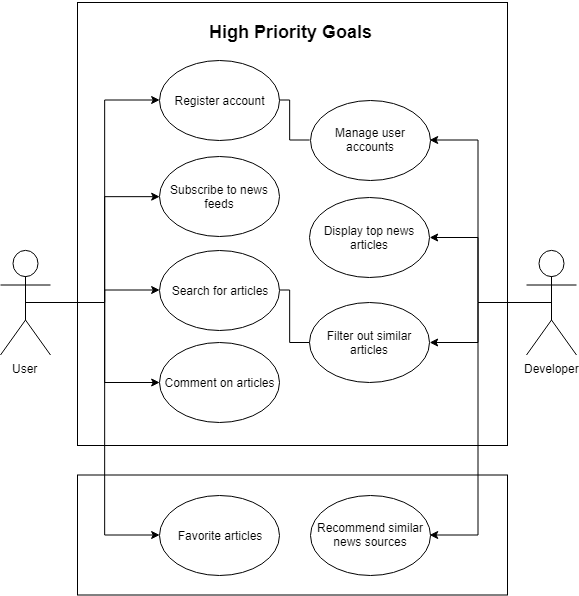 High Priority Goals
Register account
Manage user
accounts
Subscribe to news
feeds
Display top news
articles
Search for articles
Filter out similar
articles
User
Developer
Comment on articles
Favorite articles
Recommend similar
news sources